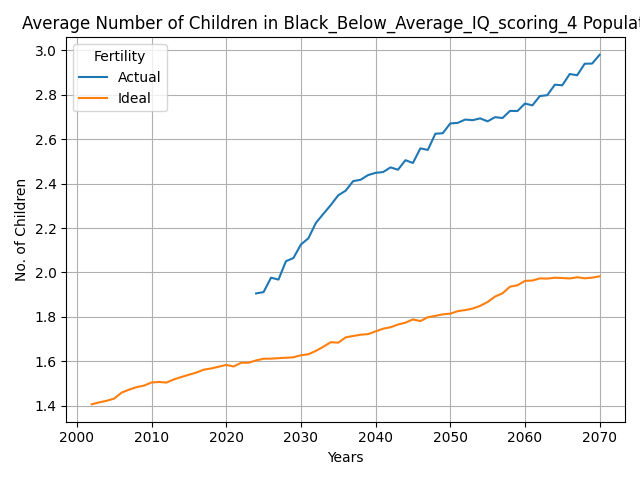 Average Number of Children in Black_Below_Average_IQ_scoring_4 Populat
3.0
2.8
2.6
2.4
2.2
2.0
1.8
1.6
1.4
No. of Children
Fertility
Actual
Ideal
2000 2010 2020 2030 2040 2050 2060 2070
Years